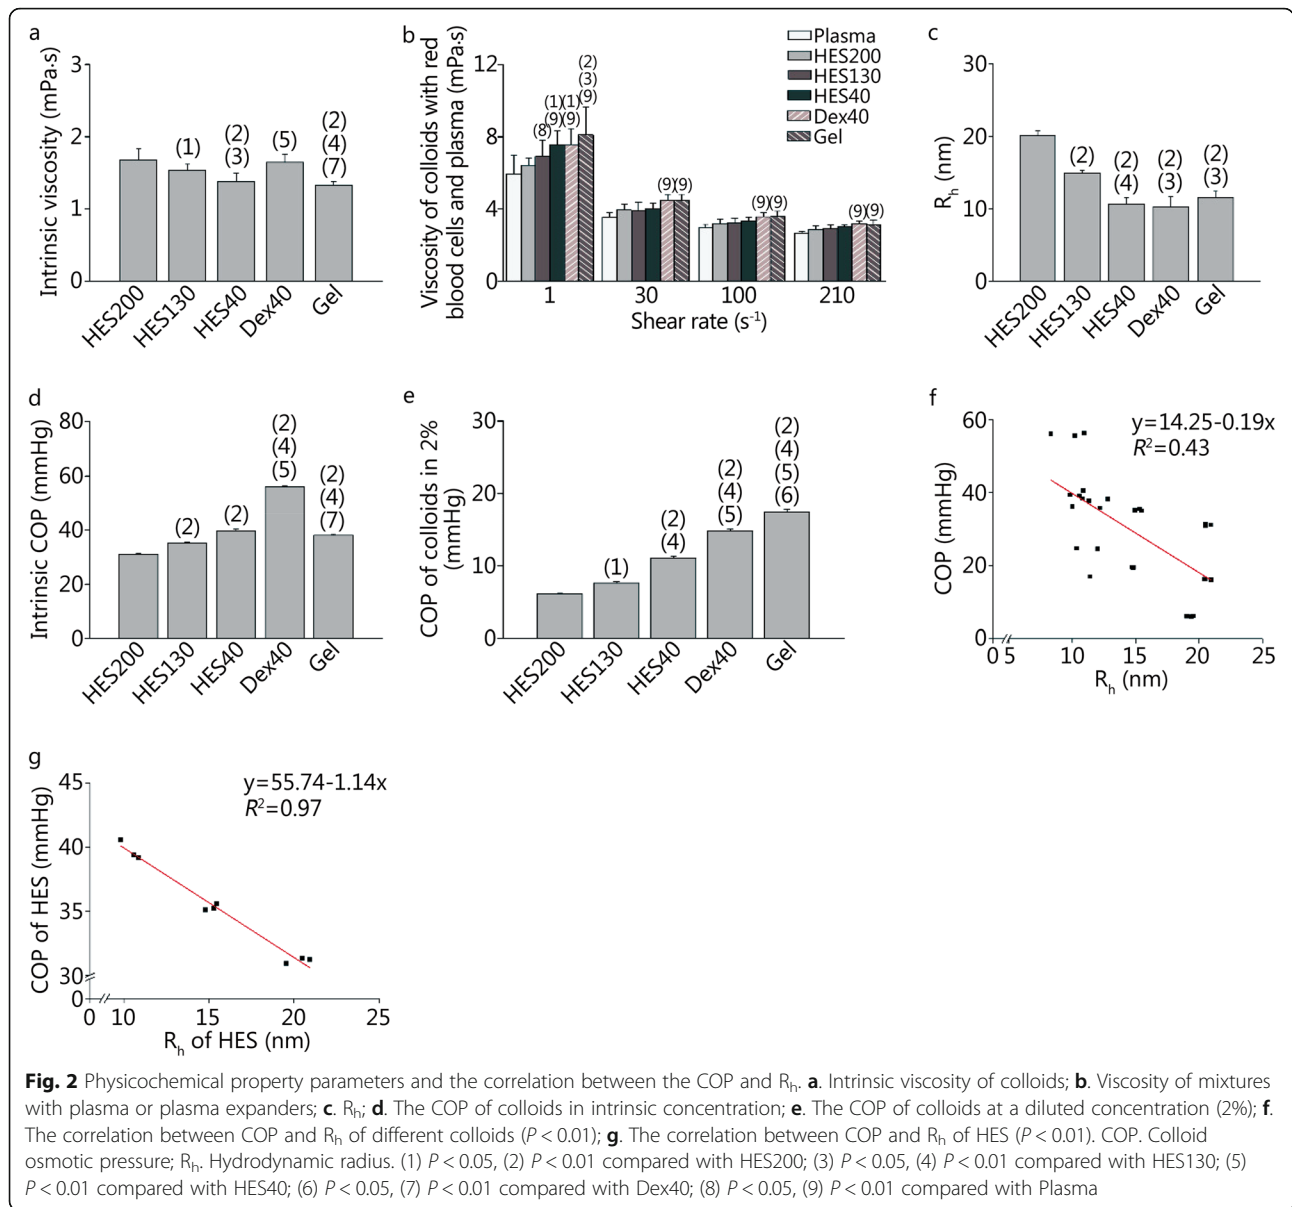 a
Intrinsic viscosity (mPa·s)
3
2
1
0
(1)
(2)
(3)
(5)
(2)
(4)
(7)
HES200
HES130
HES40
Dex40
Gel
b
Viscosity of colloids with red
blood cells and plasma (mPa·s)
12
8
4
0
(8)
(1)(1)
(9)(9)
(2)
(3)
(9)
(9)(9)
(9)(9)
(9)(9)
1 30 100 210
Shear rate (s-1)
Plasma
HES200
HES130
HES40
Dex40
Gel
c
Rh (nm)
30
20
10
0
(2)
(2)
(4)
(2)
(3)
(2)
(3)
HES200
HES130
HES40
Dex40
Gel
d
Intrinsic COP (mmHg)
80
60
40
20
0
(2)
(2)
(2)
(4)
(5)
(2)
(4)
(7)
HES200
HES130
HES40
Dex40
Gel
e
COP of colloids in 2%
(mmHg)
30
20
10
0
(1)
(2)
(4)
(2)
(4)
(5)
(2)
(4)
(5)
(6)
HES200
HES130
HES40
Dex40
Gel
f
COP (mmHg)
60
40
20
0
y=14.25-0.19x
R2=0.43
0 5 10 15 20 25
Rh (nm)
g
COP of HES (mmHg)
45
40
35
30
0
y=55.74-1.14x
R2=0.97
0 10 15 20 25
Rh of HES (nm)
Fig. 2 Physicochemical property parameters and the correlation between the COP and Rh. a. Intrinsic viscosity of colloids; b. Viscosity of mixtures
with plasma or plasma expanders; c. Rh; d. The COP of colloids in intrinsic concentration; e. The COP of colloids at a diluted concentration (2%); f.
The correlation between COP and Rh of different colloids (P < 0.01); g. The correlation between COP and Rh of HES (P < 0.01). COP. Colloid
osmotic pressure; Rh. Hydrodynamic radius. (1) P < 0.05, (2) P < 0.01 compared with HES200; (3) P < 0.05, (4) P < 0.01 compared with HES130; (5)
P < 0.01 compared with HES40; (6) P < 0.05, (7) P < 0.01 compared with Dex40; (8) P < 0.05, (9) P < 0.01 compared with Plasma